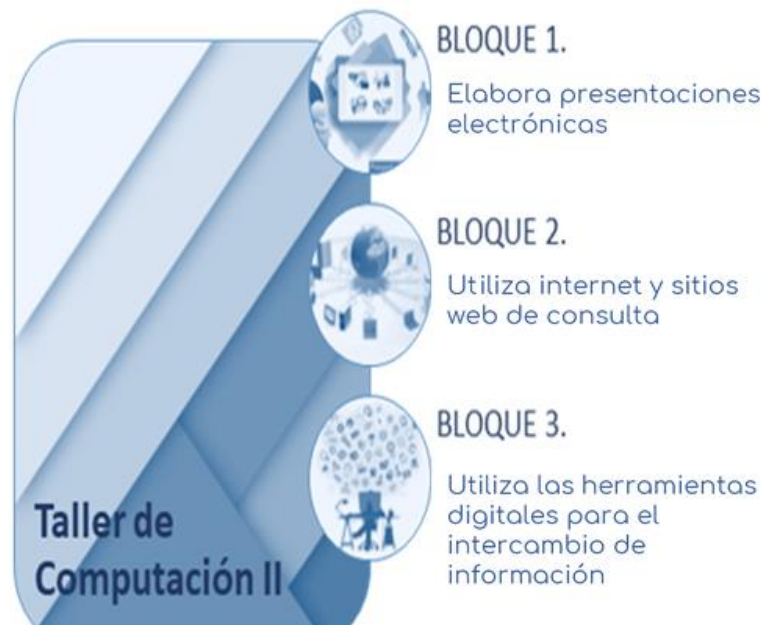 BLOQUE 1.
Elabora presentaciones
electrónicas
BLOQUE 2.
Utiliza internet y sitios
web de consulta
BLOQUE 3.
Utiliza las herramientas
digitales para el
intercambio de
información
Taller de
Computación II